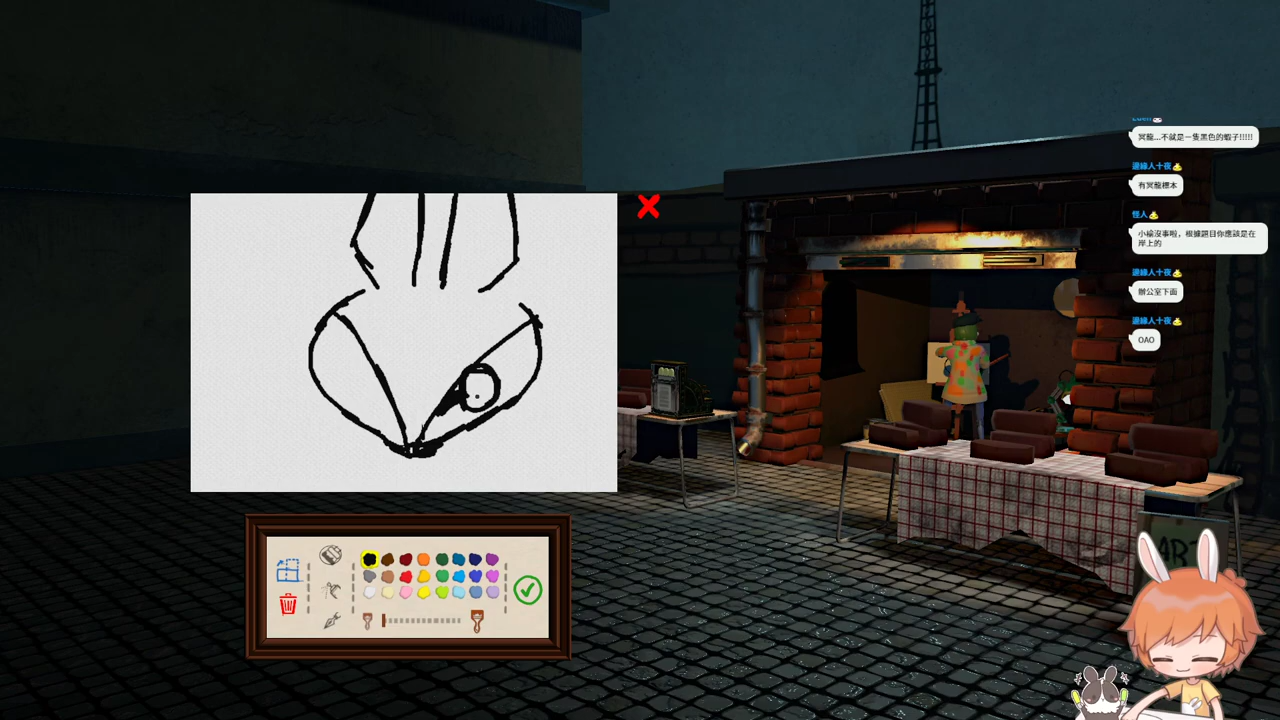 冥龍...不就是一隻黑色的蝦子!!!!!
邊緣人十夜
有冥龍標本
怪人
小綸沒事啦，根據題目你應該是在
岸上的
邊緣人十夜
辦公室下面
邊緣人十夜
OAO
ART